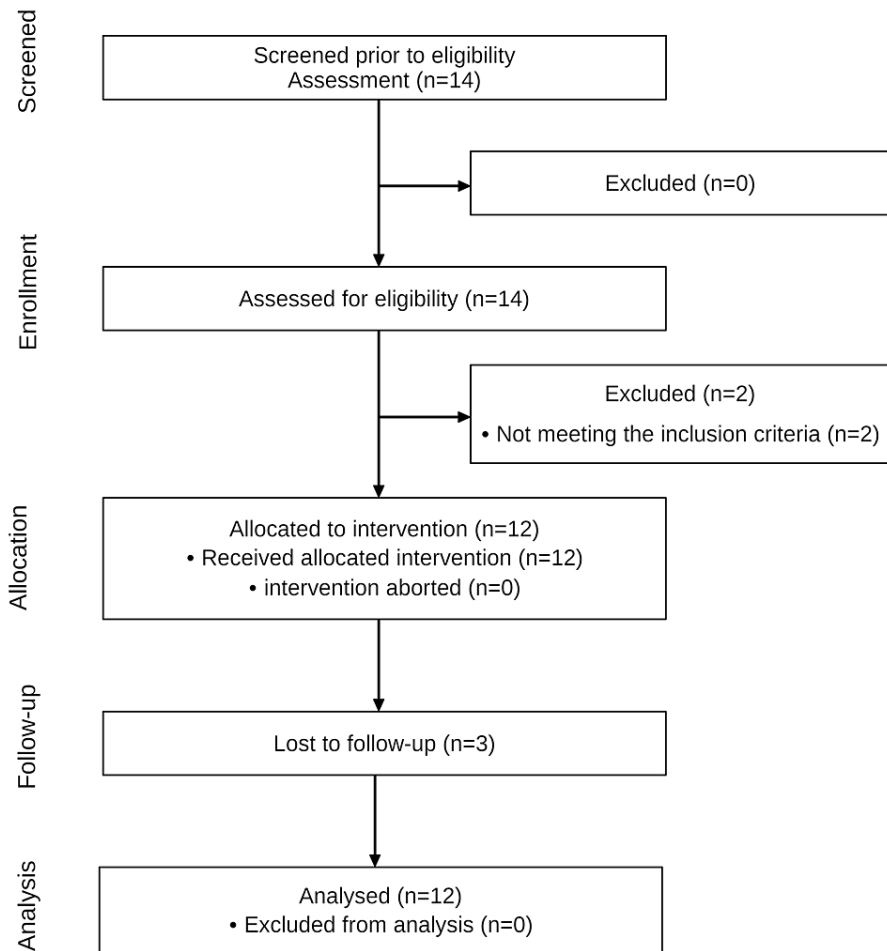 Screened
Screened prior to eligibility
Assessment (n=14)
Excluded (n=0)
Enrollment
Assessed for eligibility (n=14)
Excluded (n=2)
• Not meeting the inclusion criteria (n=2)
Allocation
Allocated to intervention (n=12)
• Received allocated intervention (n=12)
• intervention aborted (n=0)
Follow-up
Lost to follow-up (n=3)
Analysis
Analysed (n=12)
• Excluded from analysis (n=0)